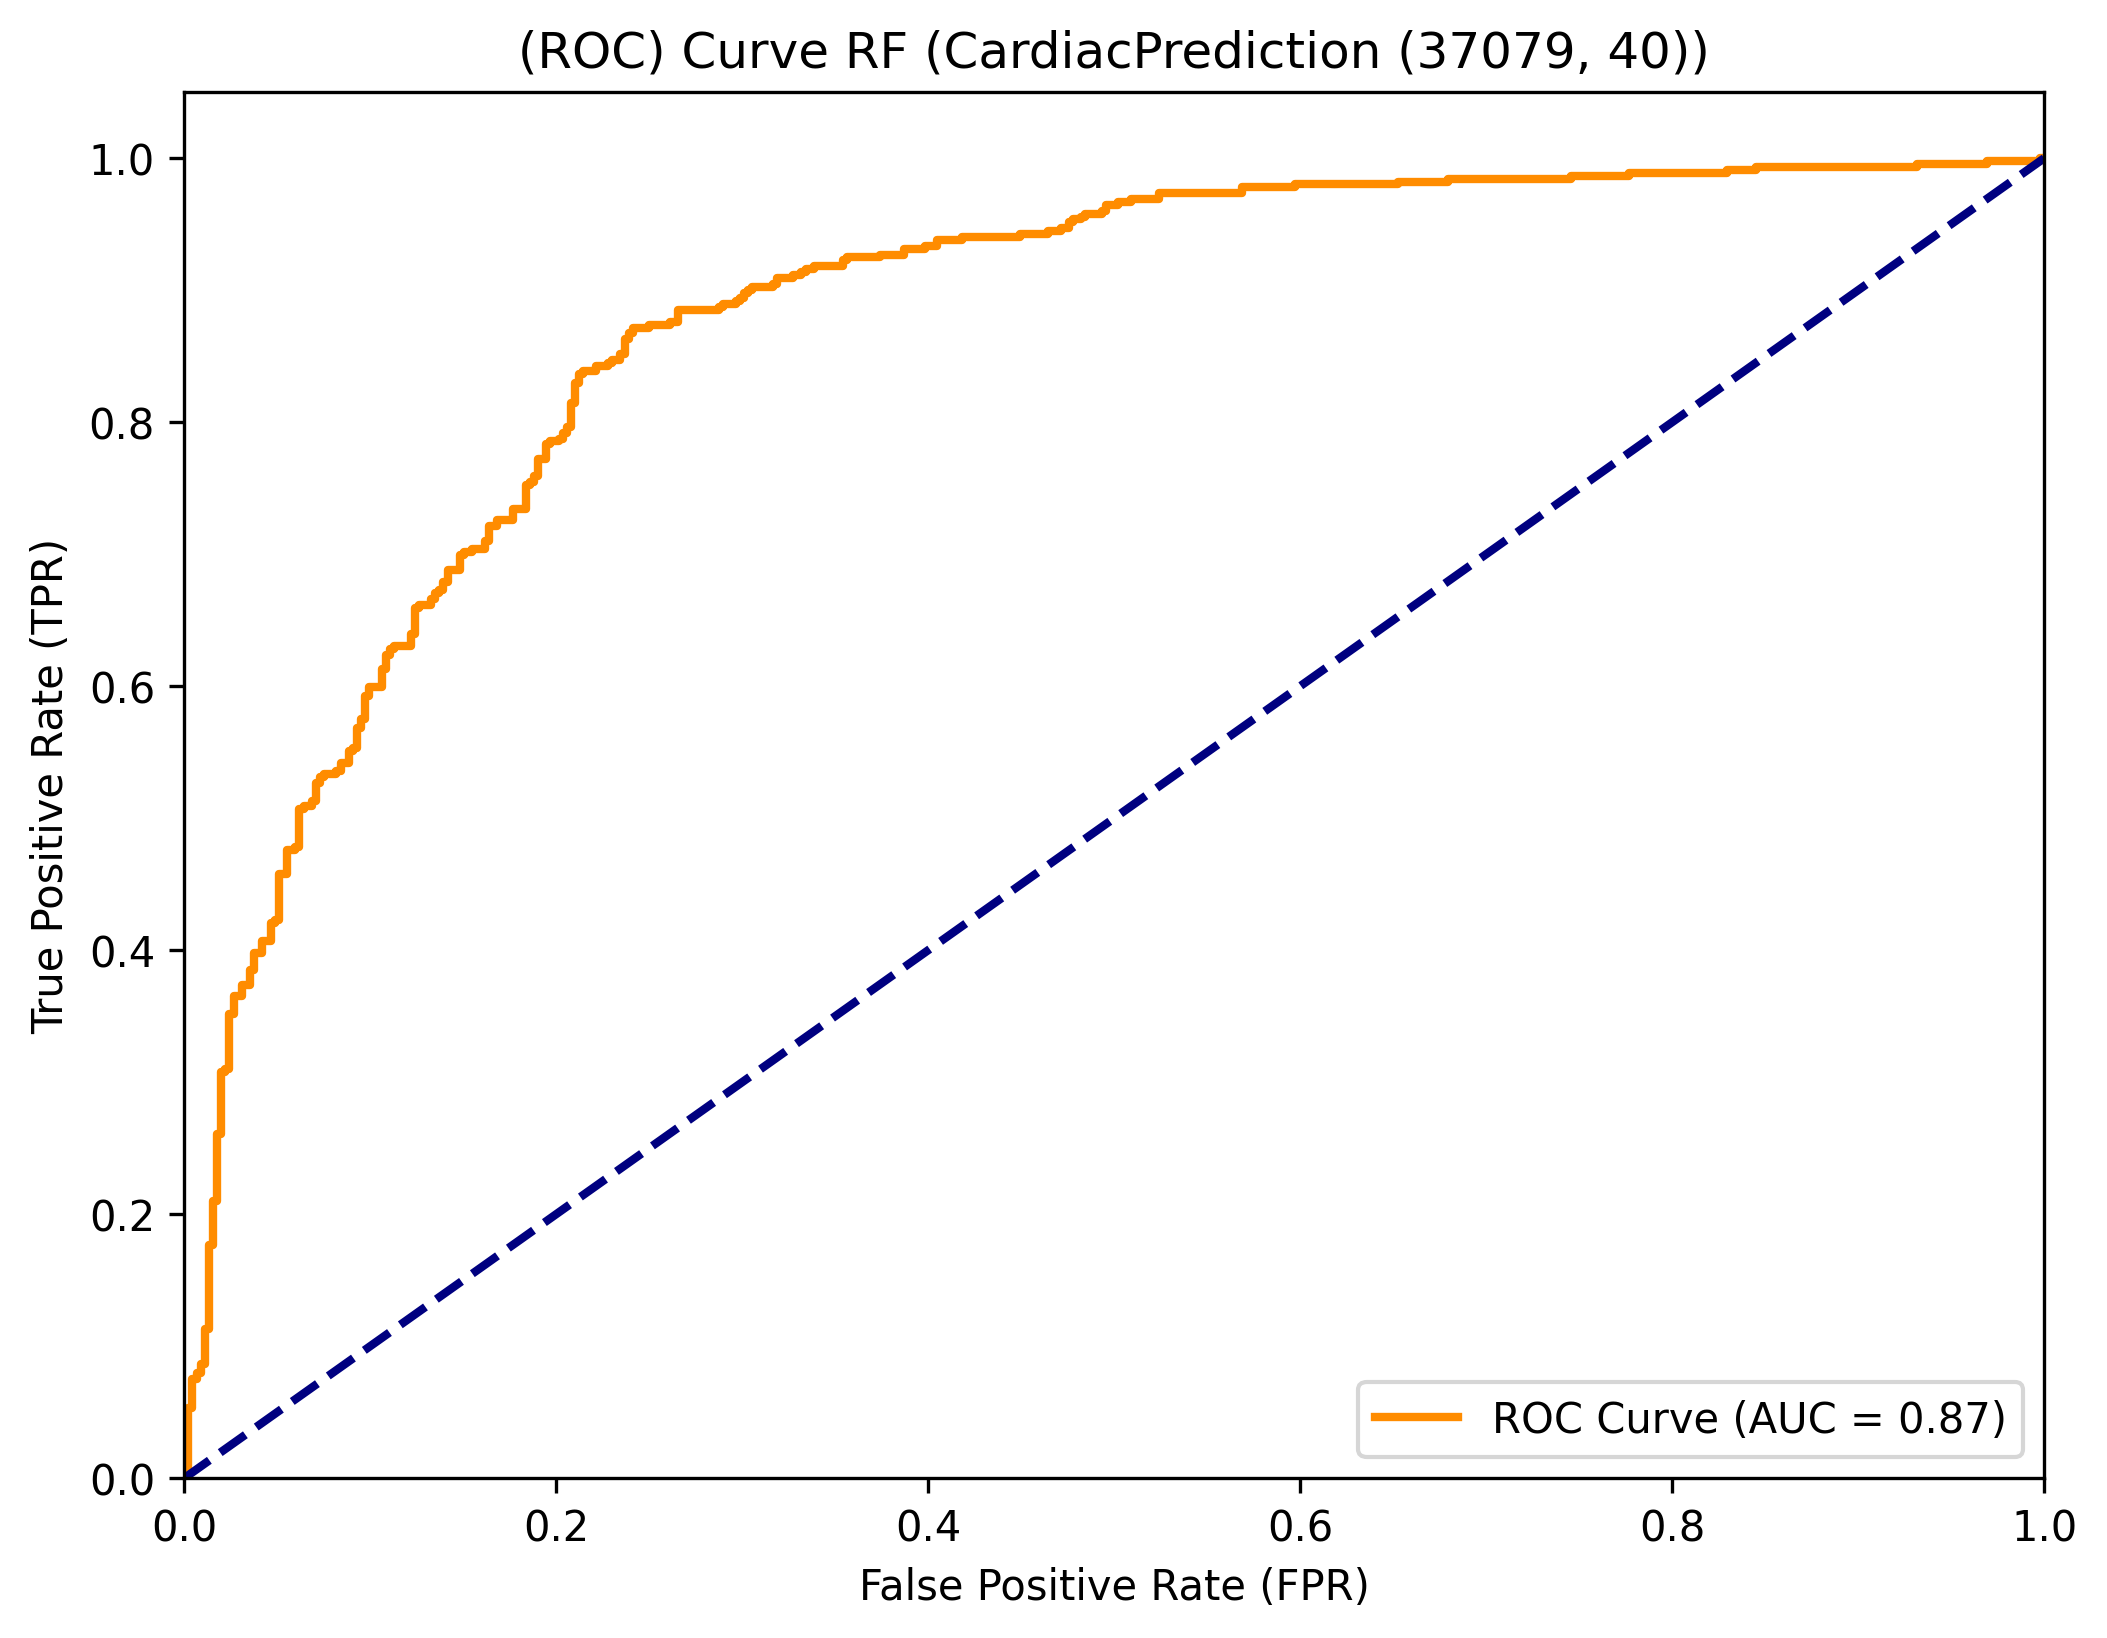 (ROC) Curve RF (CardiacPrediction (37079, 40))
True Positive Rate (TPR)
1.0
0.8
0.6
0.4
0.2
0.0
ROC Curve (AUC = 0.87)
0.0 0.2 0.4 0.6 0.8 1.0
False Positive Rate (FPR)